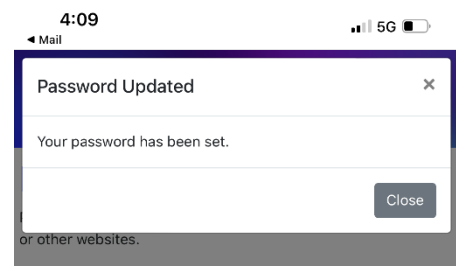 4:09
5G
◀ Mail
Password Updated
×
Your password has been set.
Close
or other websites.